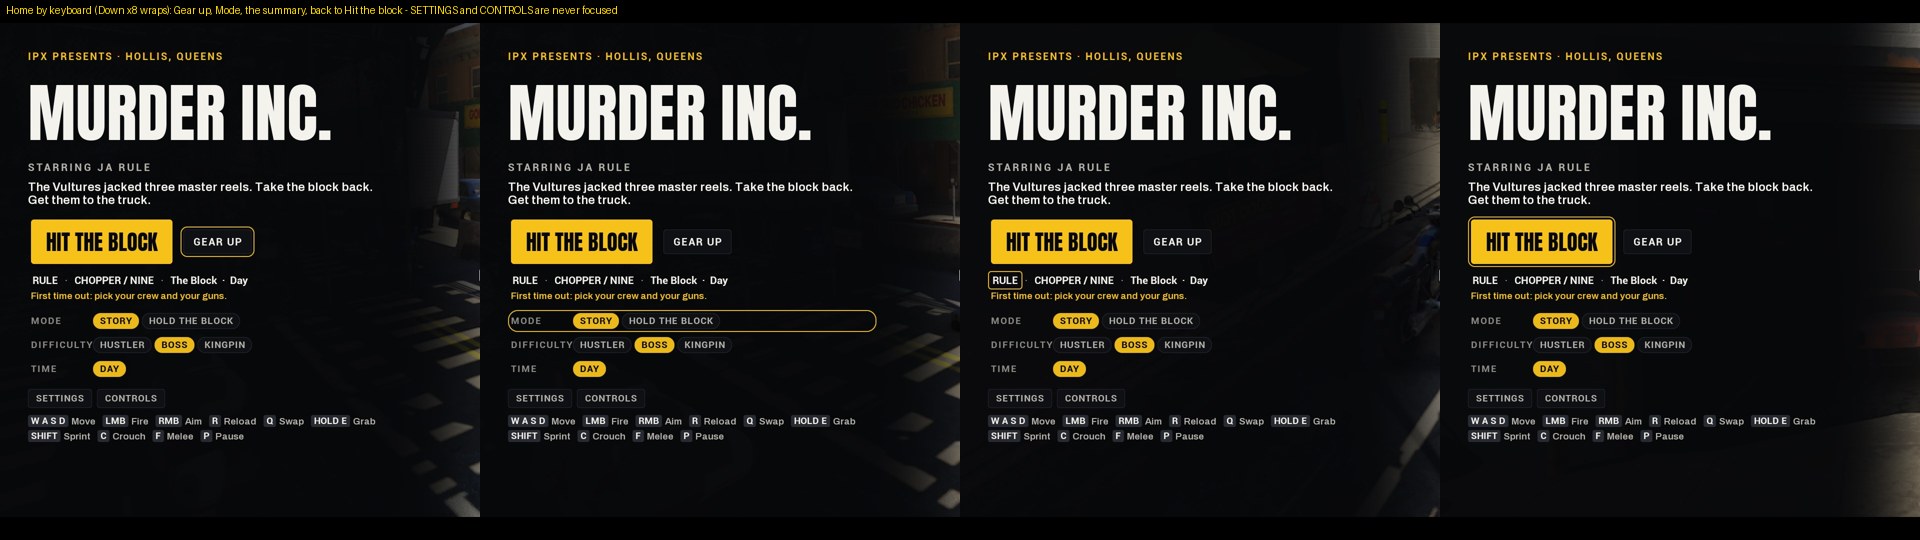 Home by keyboard (Down x8 wraps): Gear up, Mode, the summary, back to Hit the block - SETTINGS and CONTROLS are never focused
IPX PRESENTS · HOLLIS, QUEENS
MURDER INC.
STARRING JA RULE
The Vultures jacked three master reels. Take the block back.
Get them to the truck.
HIT THE BLOCK GEAR UP
RULE · CHOPPER / NINE · The Block · Day
First time out: pick your crew and your guns.
MODE STORY HOLD THE BLOCK
DIFFICULTY HUSTLER BOSS KINGPIN
TIME DAY
SETTINGS CONTROLS
W A S D Move LMB Fire RMB Aim R Reload Q Swap HOLD E Grab
SHIFT Sprint C Crouch F Melee P Pause
IPX PRESENTS · HOLLIS, QUEENS
MURDER INC.
STARRING JA RULE
The Vultures jacked three master reels. Take the block back.
Get them to the truck.
HIT THE BLOCK GEAR UP
RULE · CHOPPER / NINE · The Block · Day
First time out: pick your crew and your guns.
MODE STORY HOLD THE BLOCK
DIFFICULTY HUSTLER BOSS KINGPIN
TIME DAY
SETTINGS CONTROLS
W A S D Move LMB Fire RMB Aim R Reload Q Swap HOLD E Grab
SHIFT Sprint C Crouch F Melee P Pause
CHICKEN
IPX PRESENTS · HOLLIS, QUEENS
MURDER INC.
STARRING JA RULE
The Vultures jacked three master reels. Take the block back.
Get them to the truck.
HIT THE BLOCK GEAR UP
RULE · CHOPPER / NINE · The Block · Day
First time out: pick your crew and your guns.
MODE STORY HOLD THE BLOCK
DIFFICULTY HUSTLER BOSS KINGPIN
TIME DAY
SETTINGS CONTROLS
W A S D Move LMB Fire RMB Aim R Reload Q Swap HOLD E Grab
SHIFT Sprint C Crouch F Melee P Pause
IPX PRESENTS · HOLLIS, QUEENS
MURDER INC.
STARRING JA RULE
The Vultures jacked three master reels. Take the block back.
Get them to the truck.
HIT THE BLOCK GEAR UP
RULE · CHOPPER / NINE · The Block · Day
First time out: pick your crew and your guns.
MODE STORY HOLD THE BLOCK
DIFFICULTY HUSTLER BOSS KINGPIN
TIME DAY
SETTINGS CONTROLS
W A S D Move LMB Fire RMB Aim R Reload Q Swap HOLD E Grab
SHIFT Sprint C Crouch F Melee P Pause